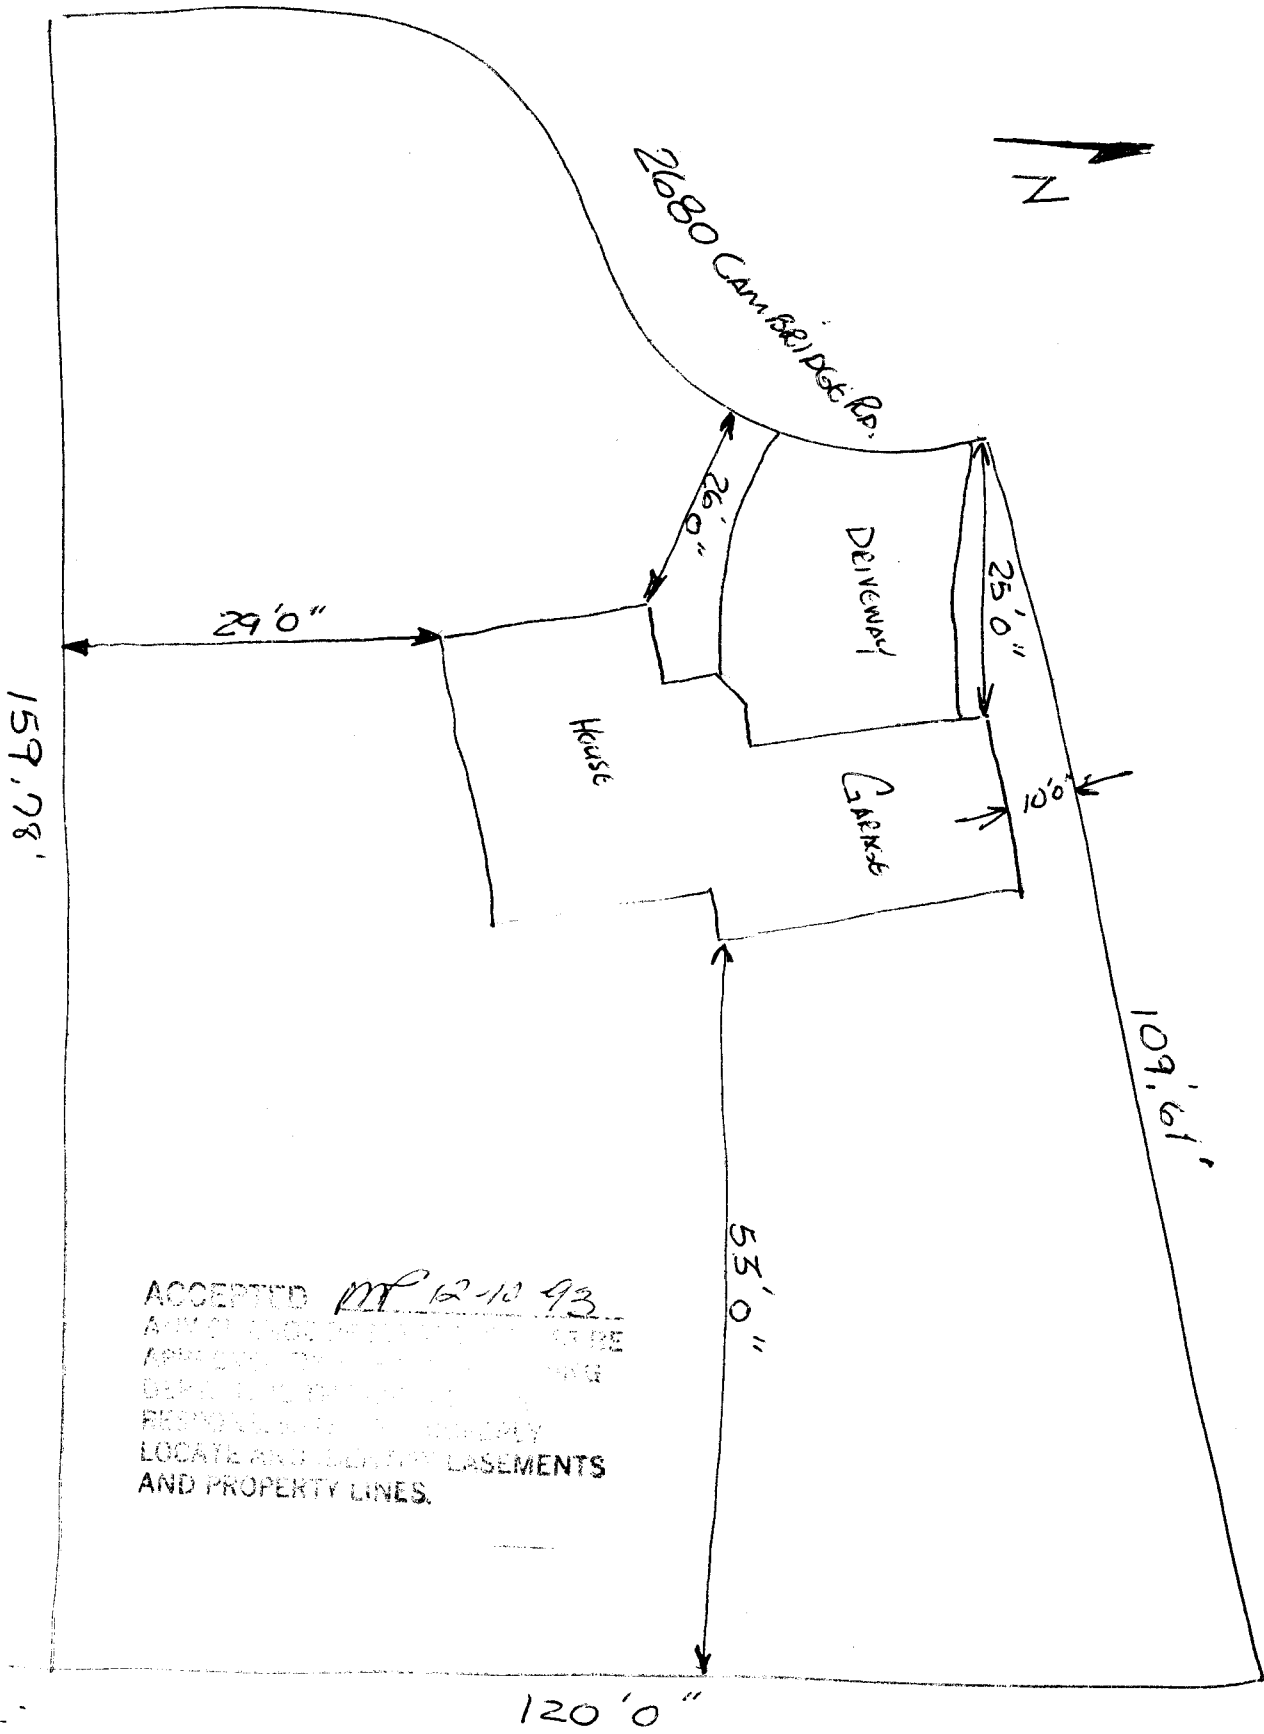 N
2680 CAMBRIDGE RD.
26'0"
DRIVEWAY
25'0"
29'0"
HOUSE
GARAGE
10'0"
159.78'
109.61'
53'0"
ACCEPTED 12-10-93
BE
LOCATE AND EASEMENTS
AND PROPERTY LINES.
120'0"